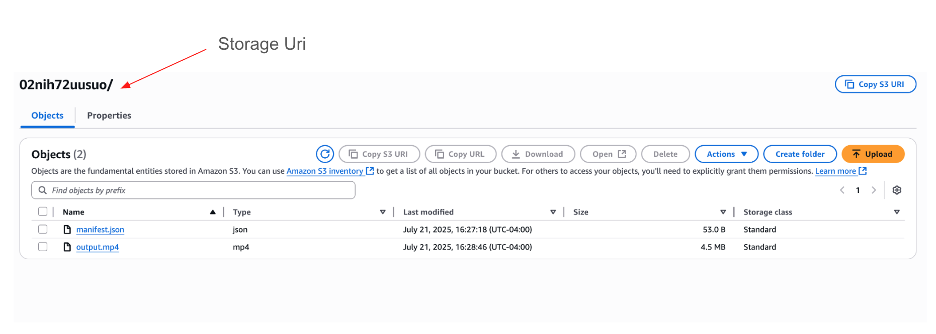 Storage Uri
02nih72uusuo/
Copy S3 URI
Objects
Properties
Objects (2)
Copy S3 URI
Copy URL
Download
Open
Delete
Actions
Create folder
Upload
Objects are the fundamental entities stored in Amazon S3. You can use Amazon S3 inventory to get a list of all objects in your bucket. For others to access your objects, you'll need to explicitly grant them permissions. Learn more
Find objects by prefix
1
Name Type Last modified Size Storage class
manifest.json json July 21, 2025, 16:27:18 (UTC-04:00) 53.0 B Standard
output.mp4 mp4 July 21, 2025, 16:28:46 (UTC-04:00) 4.5 MB Standard